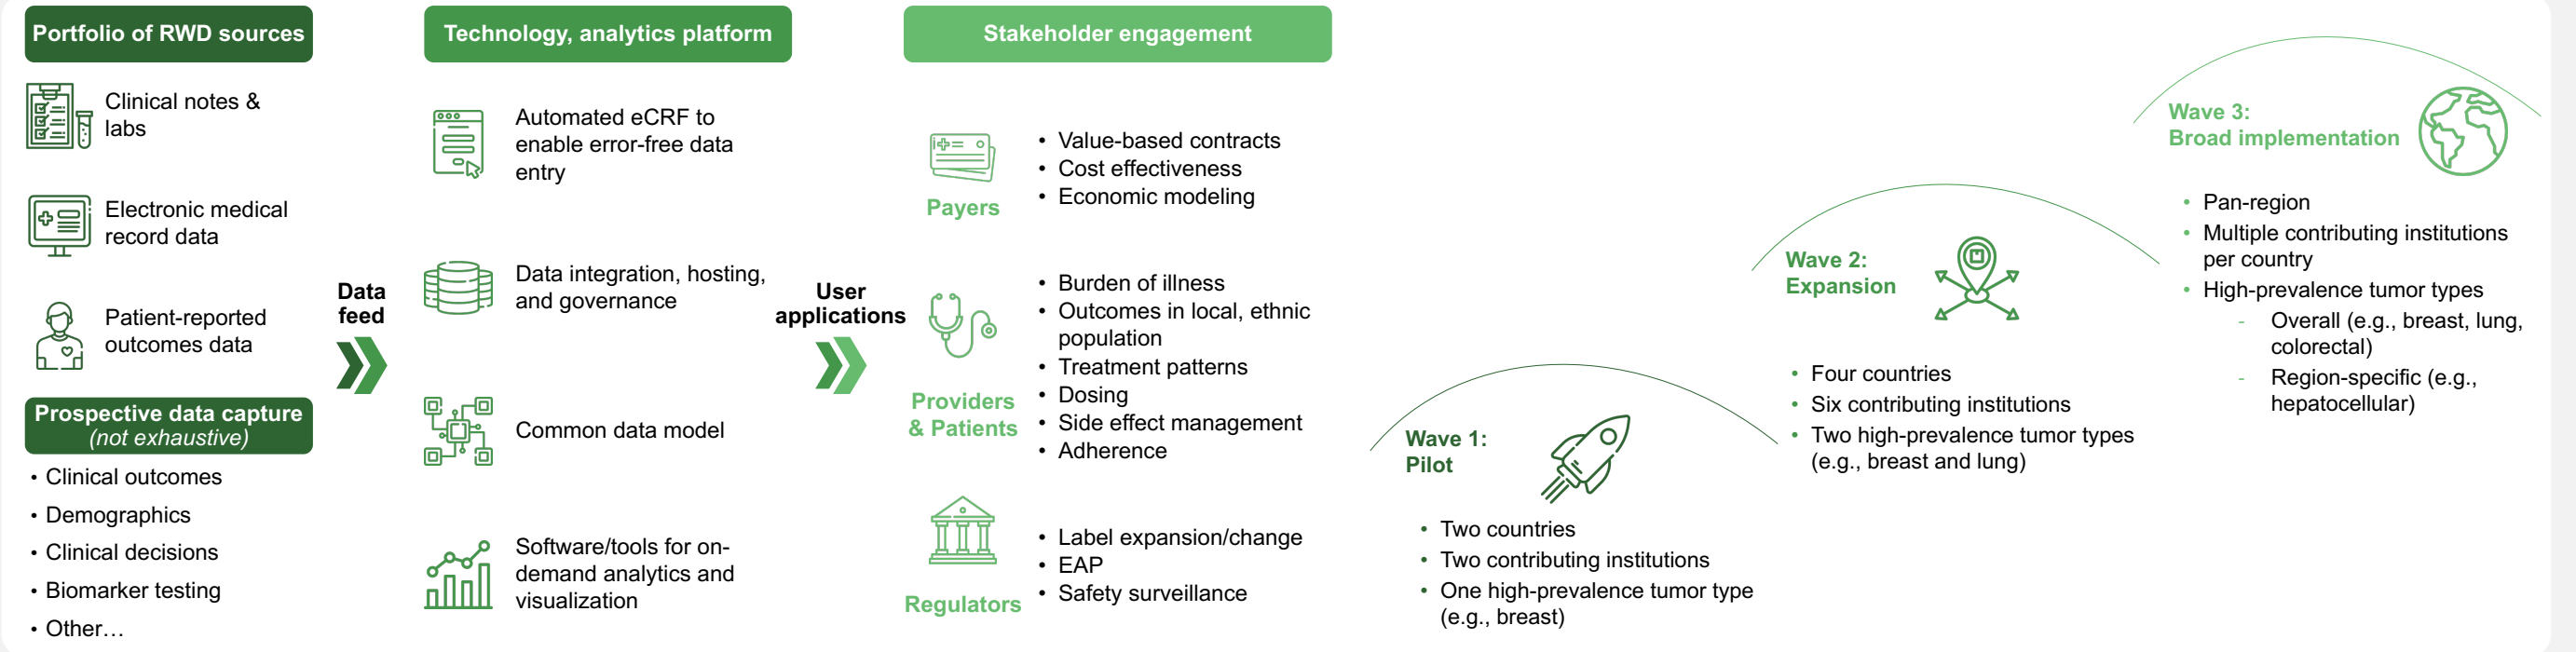 Portfolio of RWD sources
Clinical notes &
labs
Electronic medical
record data
Patient-reported
outcomes data
Prospective data capture
(not exhaustive)
• Clinical outcomes
• Demographics
• Clinical decisions
• Biomarker testing
• Other…
Data
feed
Technology, analytics platform
Automated eCRF to
enable error-free data
entry
Data integration, hosting,
and governance
Common data model
Software/tools for on-
demand analytics and
visualization
User
applications
Stakeholder engagement
Payers
• Value-based contracts
• Cost effectiveness
• Economic modeling
Providers
& Patients
• Burden of illness
• Outcomes in local, ethnic
population
• Treatment patterns
• Dosing
• Side effect management
• Adherence
Regulators
• Label expansion/change
• EAP
• Safety surveillance
Wave 1:
Pilot
• Two countries
• Two contributing institutions
• One high-prevalence tumor type
(e.g., breast)
Wave 2:
Expansion
• Four countries
• Six contributing institutions
• Two high-prevalence tumor types
(e.g., breast and lung)
Wave 3:
Broad implementation
• Pan-region
• Multiple contributing institutions
per country
• High-prevalence tumor types
- Overall (e.g., breast, lung,
colorectal)
- Region-specific (e.g.,
hepatocellular)